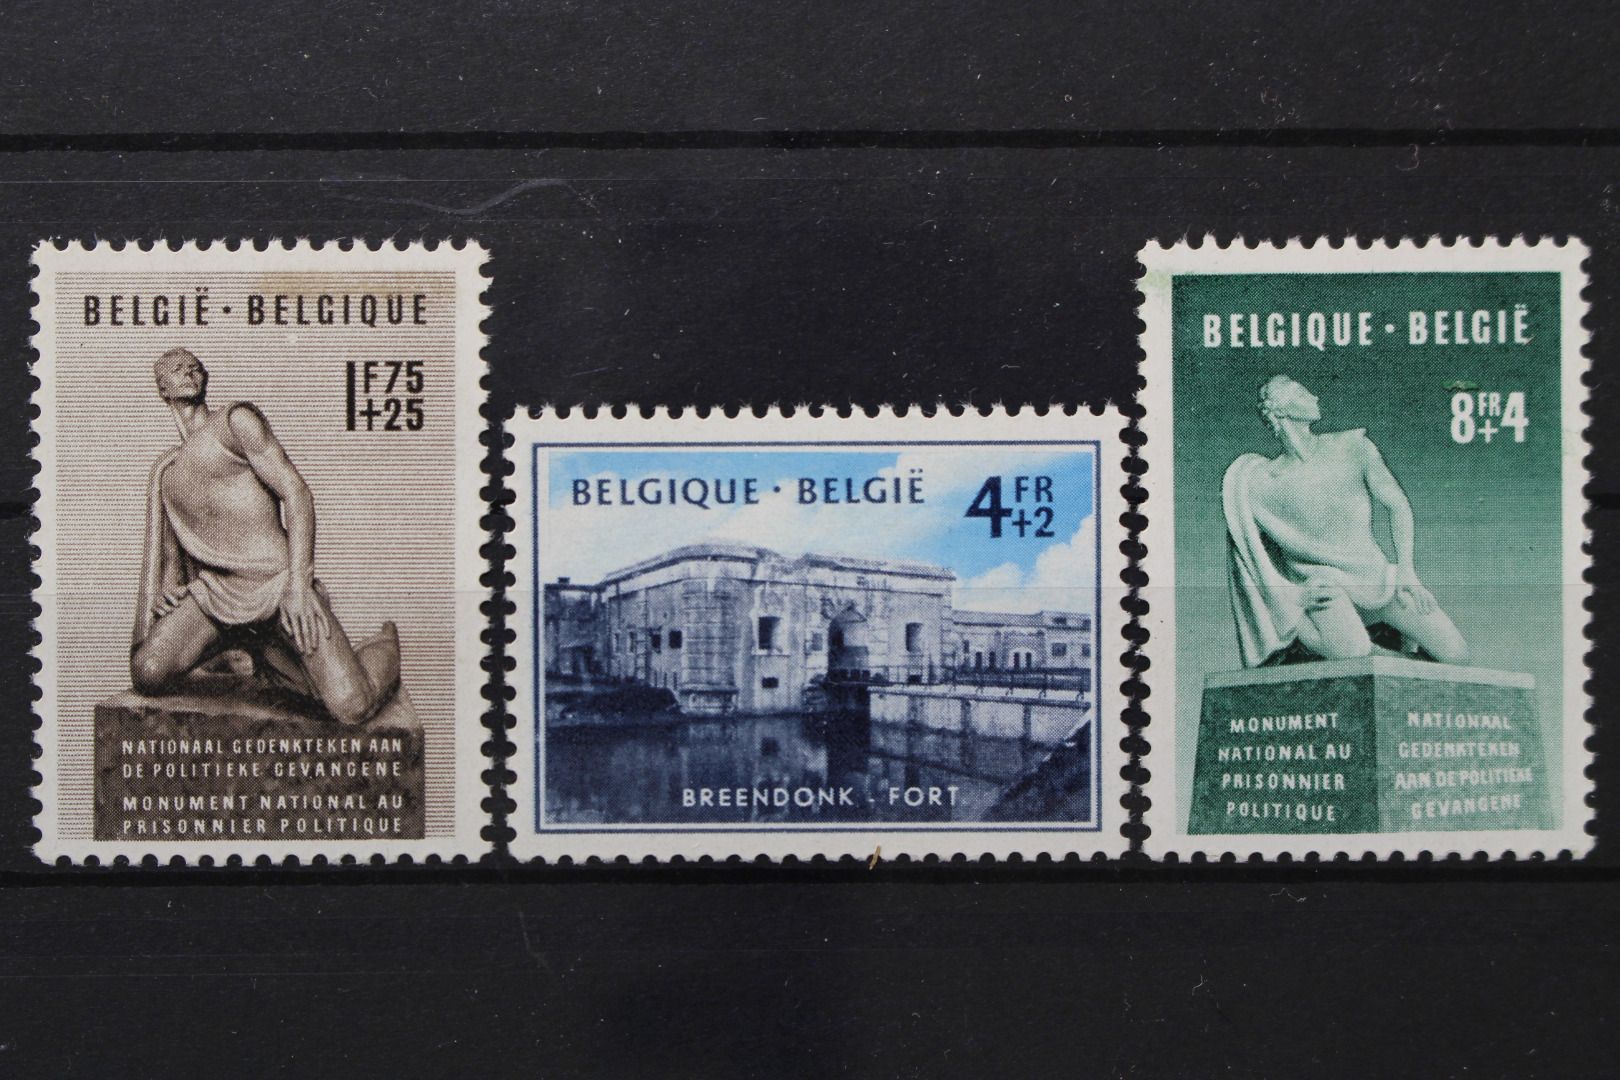 BELGIË · BELGIQUE
1F75
+25
NATIONAAL GEDENKTEKEN AAN
DE POLITIEKE GEVANGENE
MONUMENT NATIONAL AU
PRISONNIER POLITIQUE
BELGIQUE · BELGIË
4FR
+2
BREENDONK - FORT
BELGIQUE · BELGIË
8FR+4
MONUMENT
NATIONAL AU
PRISONNIER
POLITIQUE
NATIONAAL
GEDENKTEKEN
AAN DE POLITIEKE
GEVANGENE